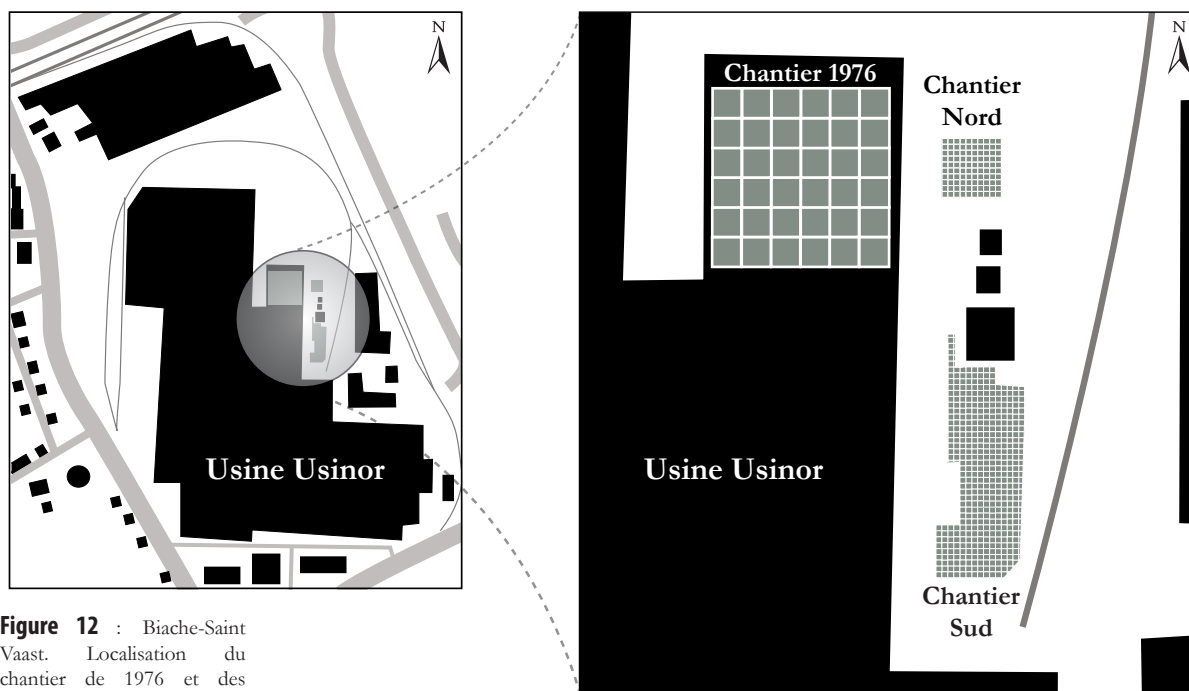 N
Usine Usinor
N
Chantier 1976
Chantier
Nord
Usine Usinor
Chantier
Sud
Figure 12 : Biache-Saint
Vaast. Localisation du
chantier de 1976 et des